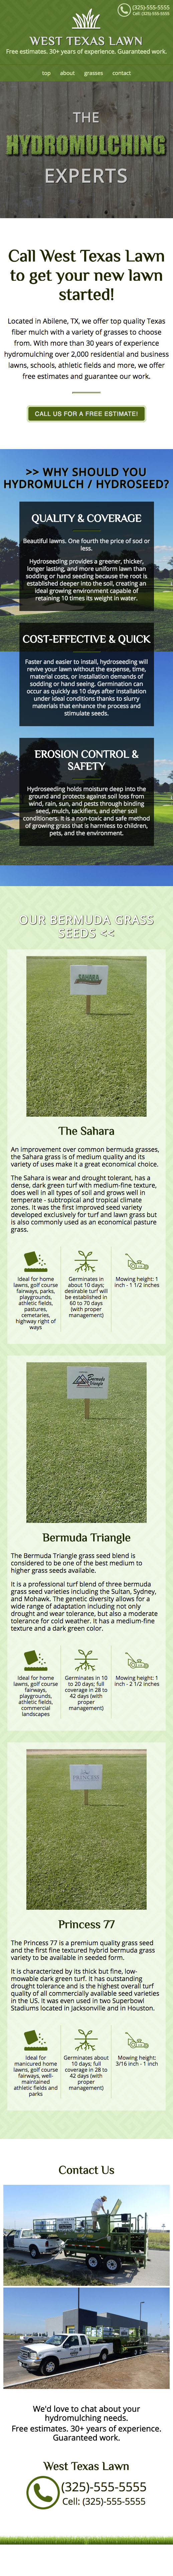 (325)-555-5555
Cell: (325)-555-5555
WEST TEXAS LAWN
Free estimates. 30+ years of experience. Guaranteed work.
top about grasses contact
THE
HYDROMULCHING
EXPERTS
Call West Texas Lawn
to get your new lawn
started!
Located in Abilene, TX, we offer top quality Texas
fiber mulch with a variety of grasses to choose
from. With more than 30 years of experience
hydromulching over 2,000 residential and business
lawns, schools, athletic fields and more, we offer
free estimates and guarantee our work.
CALL US FOR A FREE ESTIMATE!
>> WHY SHOULD YOU
HYDROMULCH / HYDROSEED?
QUALITY & COVERAGE
Beautiful lawns. One fourth the price of sod or
less.
Hydroseeding provides a greener, thicker,
longer lasting, and more uniform lawn than
sodding or hand seeding because the root is
established deeper into the soil, creating an
ideal growing environment capable of
retaining 10 times its weight in water.
COST-EFFECTIVE & QUICK
Faster and easier to install, hydroseeding will
revive your lawn without the expense, time,
material costs, or installation demands of
sodding or hand seeding. Germination can
occur as quickly as 10 days after installation
under ideal conditions thanks to slurry
materials that enhance the process and
stimulate seeds.
EROSION CONTROL &
SAFETY
Hydroseeding holds moisture deep into the
ground and protects against soil loss from
wind, rain, sun, and pests through binding
seed, mulch, tackifiers, and other soil
conditioners. It is a non-toxic and safe method
of growing grass that is harmless to children,
pets, and the environment.
OUR BERMUDA GRASS
SEEDS <<
SAHARA
The Sahara
An improvement over common bermuda grasses,
the Sahara grass is of medium quality and its
variety of uses make it a great economical choice.
The Sahara is wear and drought tolerant, has a
dense, dark green turf with medium-fine texture,
does well in all types of soil and grows well in
temperate - subtropical and tropical climate
zones. It was the first improved seed variety
developed exclusively for turf and lawn grass but
is also commonly used as an economical pasture
grass.
Ideal for home
lawns, golf course
fairways, parks,
playgrounds,
athletic fields,
pastures,
cemetaries,
highway right of
ways
Germinates in
about 10 days;
desirable turf will
be established in
60 to 70 days
(with proper
management)
Mowing height: 1
inch - 1 1/2 inches
Bermuda
Triangle
Bermuda Triangle
The Bermuda Triangle grass seed blend is
considered to be one of the best medium to
higher grass seeds available.
It is a professional turf blend of three bermuda
grass seed varieties including the Sultan, Sydney,
and Mohawk. The genetic diversity allows for a
wide range of adaptation including not only
drought and wear tolerance, but also a moderate
tolerance for cold weather. It has a medium-fine
texture and a dark green color.
Ideal for home
lawns, golf course
fairways,
playgrounds,
athletic fields,
commercial
landscapes
Germinates in 10
to 20 days; full
coverage in 28 to
42 days (with
proper
management)
Mowing height: 1
inch - 2 1/2 inches
PRINCESS
Princess 77
The Princess 77 is a premium quality grass seed
and the first fine textured hybrid bermuda grass
variety to be available in seeded form.
It is characterized by its thick but fine, low-
mowable dark green turf. It has outstanding
drought tolerance and is the highest overall turf
quality of all commercially available seed varieties
in the US. It was even used in two Superbowl
Stadiums located in Jacksonville and in Houston.
Ideal for
manicured home
lawns, golf course
fairways, well-
maintained
athletic fields and
parks
Germinates about
10 days; full
coverage in 28 to
42 days (with
proper
management)
Mowing height:
3/16 inch - 1 inch
Contact Us
We'd love to chat about your
hydromulching needs.
Free estimates. 30+ years of experience.
Guaranteed work.
West Texas Lawn
(325)-555-5555
Cell: (325)-555-5555